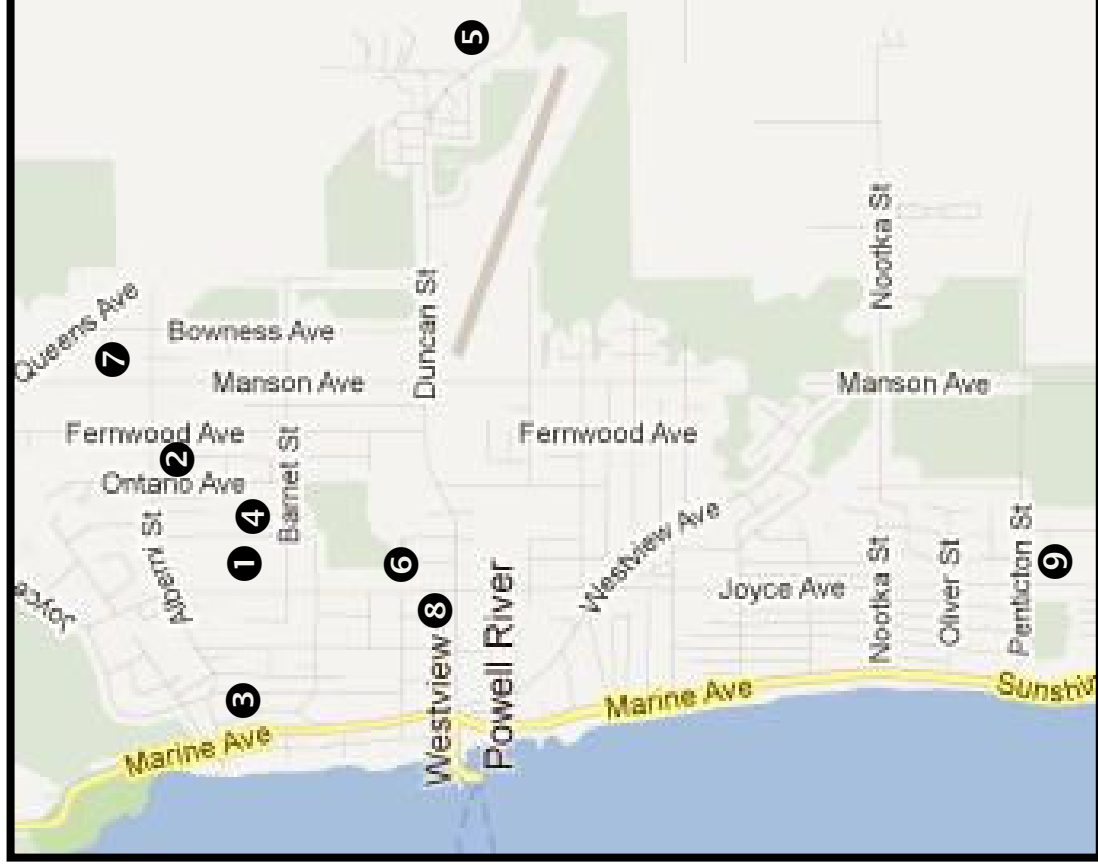 5
Queens Ave
7
Bowness Ave
Manson Ave
Duncan St
Nootka St
Fernwood Ave
2
Ontario Ave
Barnet St
Fernwood Ave
Manson Ave
4
1
Alberni St
6
Joyce
8
Westview
Powell River
Westview Ave
Joyce Ave
Nootka St
Oliver St
Penticton St
9
3
Marine Ave
Marine Ave